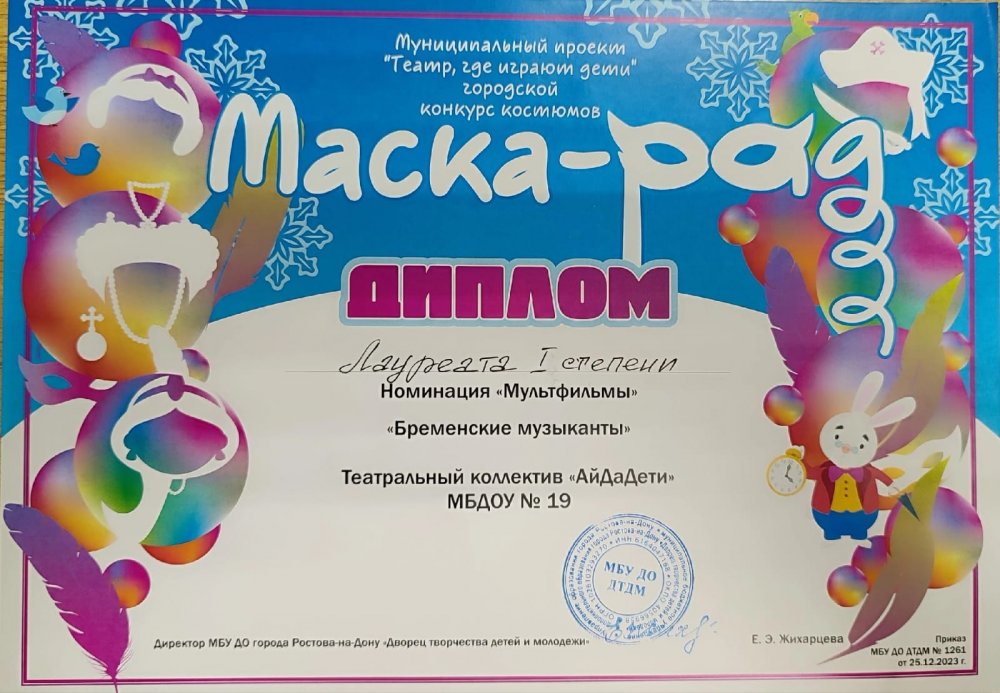 Муниципальный проект
"Театр, где играют дети"
городской
конкурс костюмов
Маска-рад
ДИПЛОМ
Лауреата I степени
Номинация «Мультфильмы»
«Бременские музыканты»
Театральный коллектив «АйДаДети»
МБДОУ № 19
МБУ ДО
ДТДМ
Директор МБУ ДО города Ростова-на-Дону «Дворец творчества детей и молодежи»
Е. Э. Жихарцева
Приказ
МБУ ДО ДТДМ № 1261
от 25.12.2023 г.